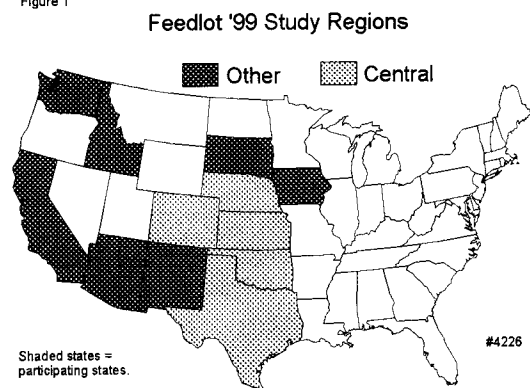 Figure 1
Feedlot '99 Study Regions
Other
Central
#4226
Shaded states =
participating states.